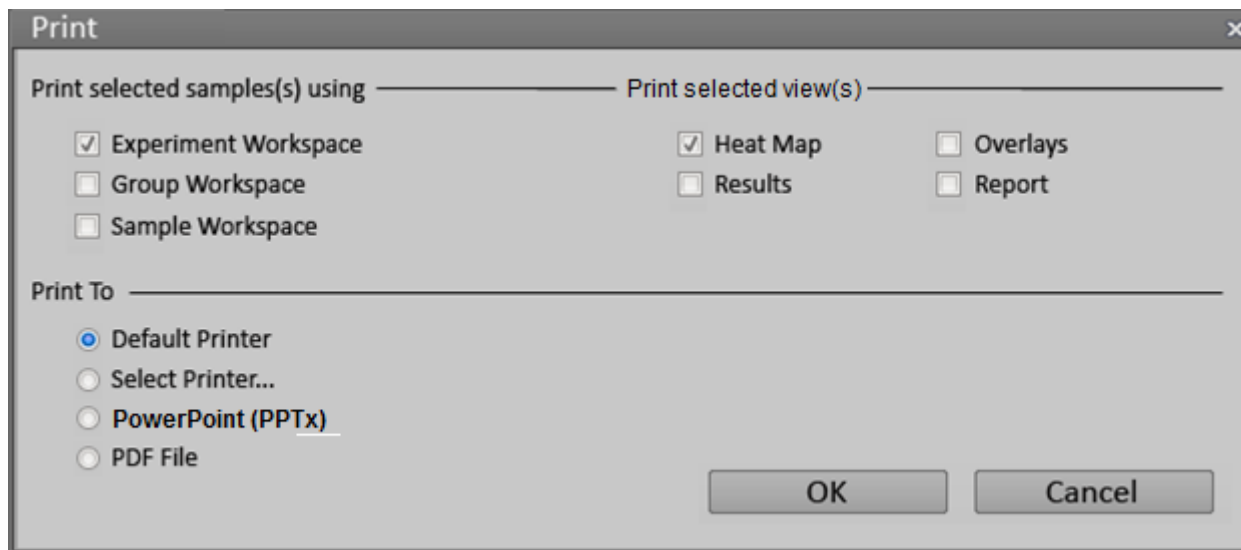 Print
Print selected samples(s) using Print selected view(s)
Experiment Workspace Heat Map Overlays
Group Workspace Results Report
Sample Workspace
Print To
Default Printer
Select Printer...
PowerPoint (PPTx)
PDF File
OK Cancel